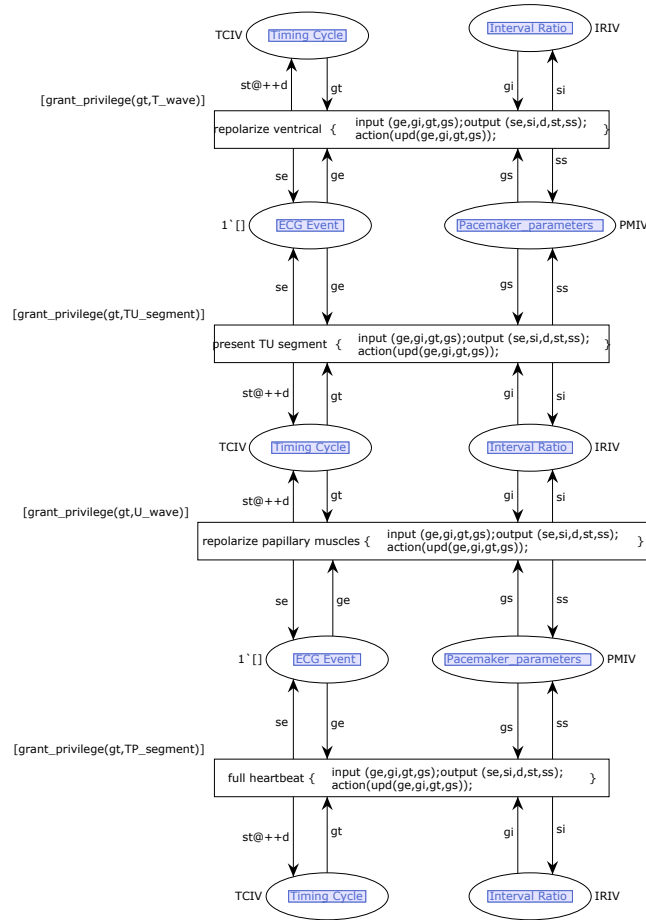 TCIV Timing Cycle Interval Ratio IRIV
st@++d gt gi si
[grant_privilege(gt,T_wave)]
repolarize ventrical { input (ge,gi,gt,gs);output (se,si,d,st,ss); }
action(upd(ge,gi,gt,gs));
se ge gs ss
1`[] ECG Event Pacemaker_parameters PMIV
se ge gs ss
[grant_privilege(gt,TU_segment)]
present TU segment { input (ge,gi,gt,gs);output (se,si,d,st,ss); }
action(upd(ge,gi,gt,gs));
st@++d gt gi si
TCIV Timing Cycle Interval Ratio IRIV
st@++d gt gi si
[grant_privilege(gt,U_wave)]
repolarize papillary muscles { input (ge,gi,gt,gs);output (se,si,d,st,ss); }
action(upd(ge,gi,gt,gs));
se ge gs ss
1`[] ECG Event Pacemaker_parameters PMIV
se ge gs ss
[grant_privilege(gt,TP_segment)]
full heartbeat { input (ge,gi,gt,gs);output (se,si,d,st,ss); }
action(upd(ge,gi,gt,gs));
st@++d gt gi si
TCIV Timing Cycle Interval Ratio IRIV